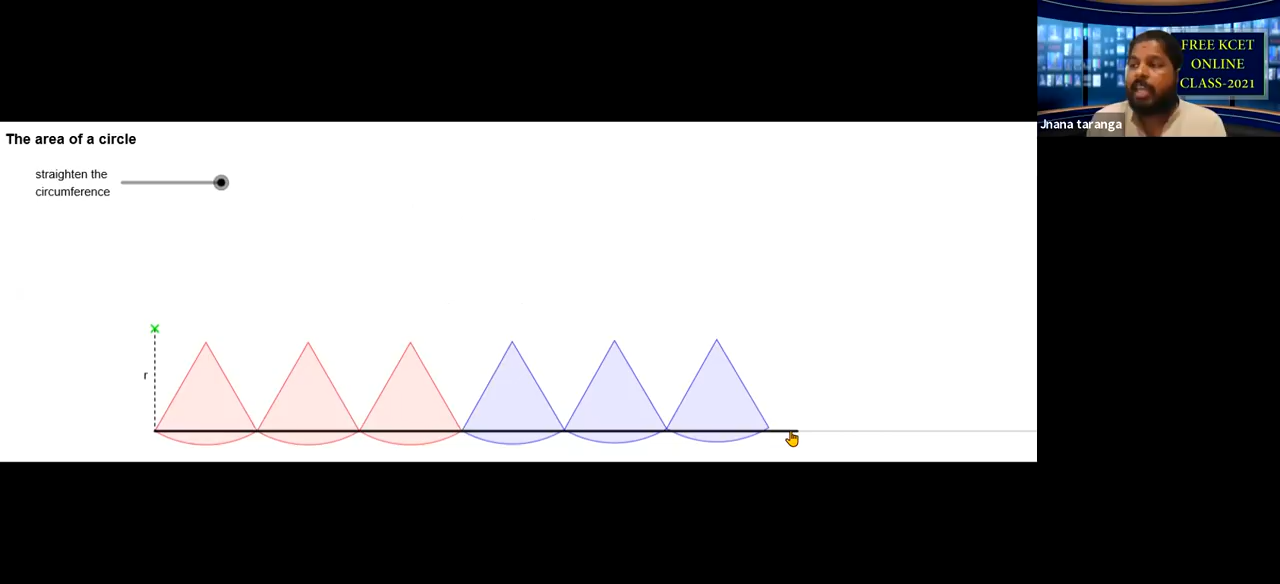 FREE KCET
ONLINE
CLASS-2021
Jnana taranga
The area of a circle
straighten the
circumference
r